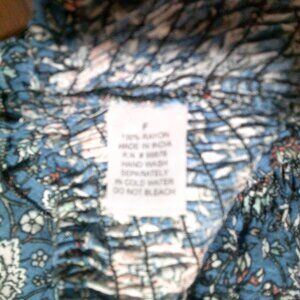 100% RAYON
MADE IN INDIA
HAND WASH
SEPARATELY
IN COLD WATER
DO NOT BLEACH